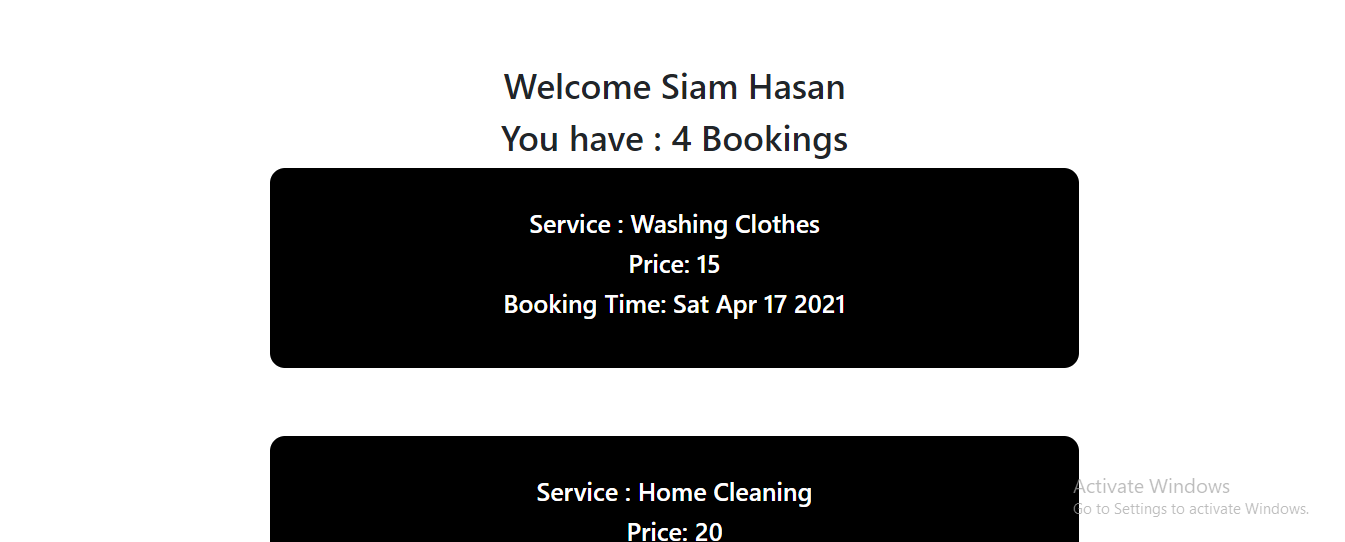 Welcome Siam Hasan
You have : 4 Bookings
Service : Washing Clothes
Price: 15
Booking Time: Sat Apr 17 2021
Service : Home Cleaning
Price: 20
Activate Windows
Go to Settings to activate Windows.